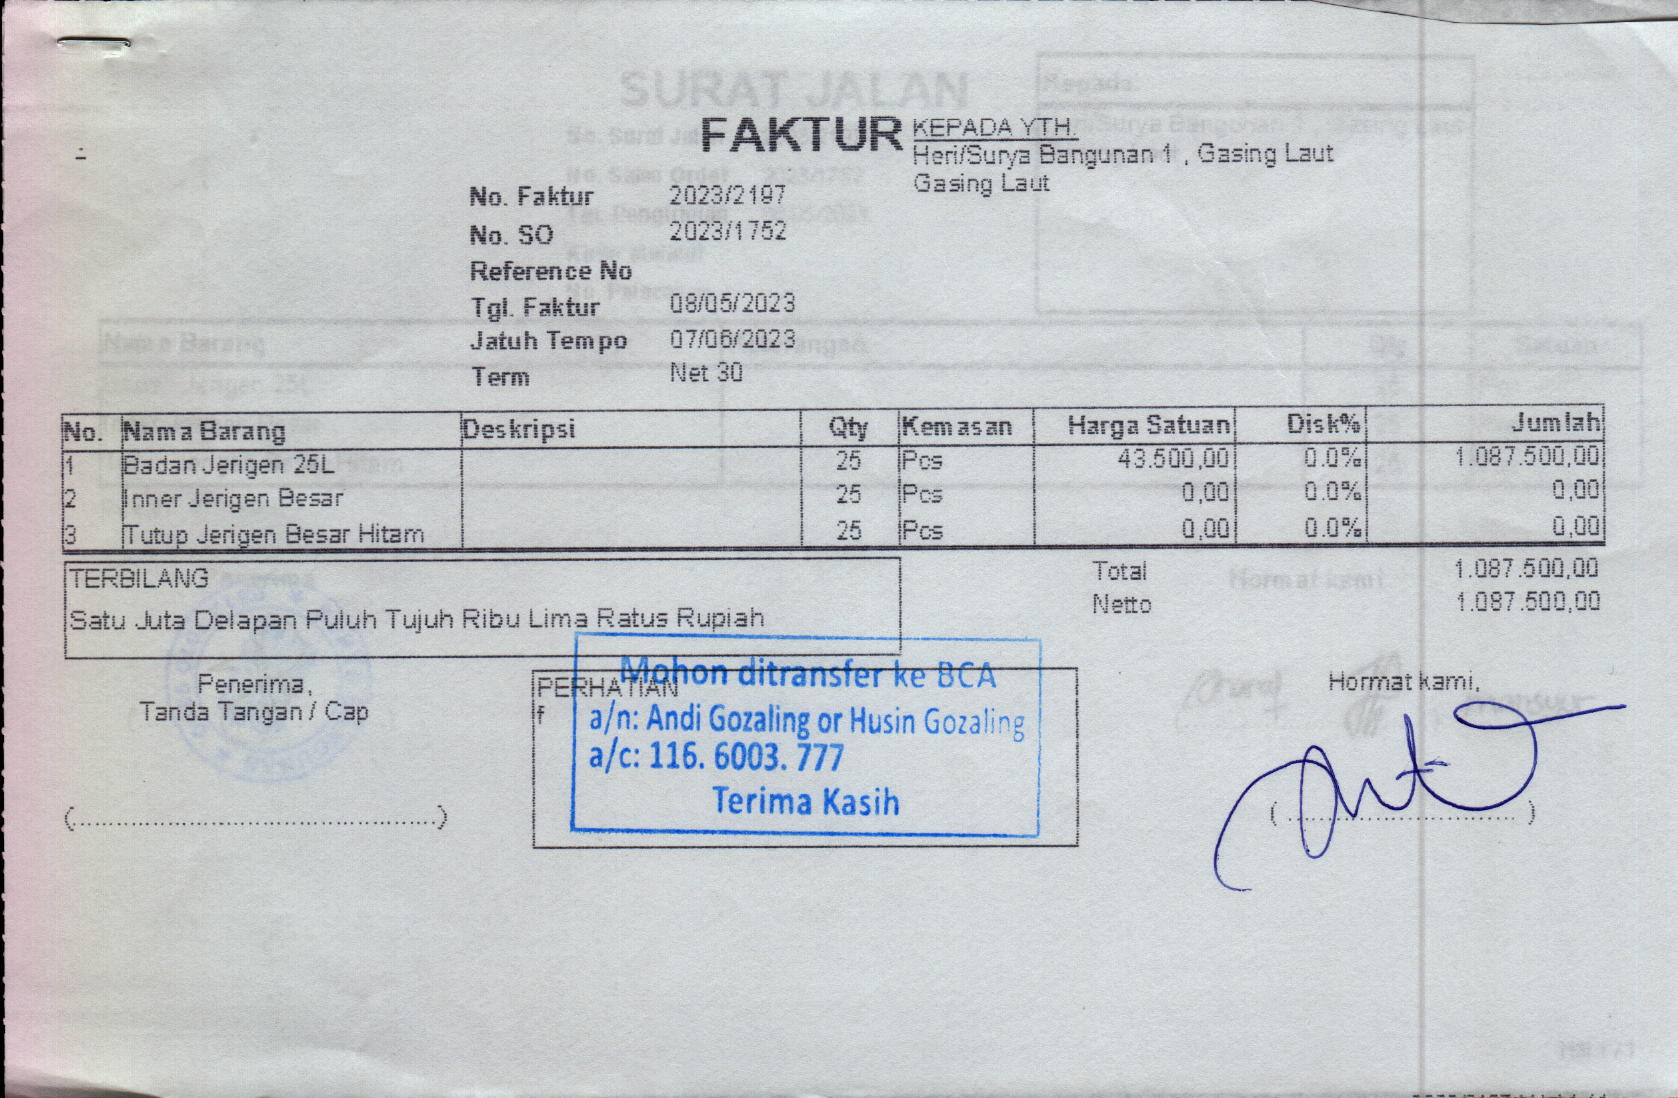 SURAT JALAN
Kepada:
FAKTUR
KEPADA YTH.
Heri/Surya Bangunan 1 , Gasing Laut
Gasing Laut
No. Faktur 2023/2197
No. SO 2023/1752
Reference No
Tgl. Faktur 08/05/2023
Jatuh Tempo 07/06/2023
Term Net 30
No. Nama Barang Deskripsi Qty Kemasan Harga Satuan Disk% Jumlah
1 Badan Jerigen 25L 25 Pcs 43.500,00 0.0% 1.087.500,00
2 Inner Jerigen Besar 25 Pcs 0,00 0.0% 0,00
3 Tutup Jerigen Besar Hitam 25 Pcs 0,00 0.0% 0,00
TERBILANG
Satu Juta Delapan Puluh Tujuh Ribu Lima Ratus Rupiah
Total 1.087.500,00
Netto 1.087.500,00
Penerima,
Tanda Tangan / Cap
(............................................)
PERHATIAN
f
Mohon ditransfer ke BCA
a/n: Andi Gozaling or Husin Gozaling
a/c: 116. 6003. 777
Terima Kasih
Hormat kami
Hormat kami,
(..............................)